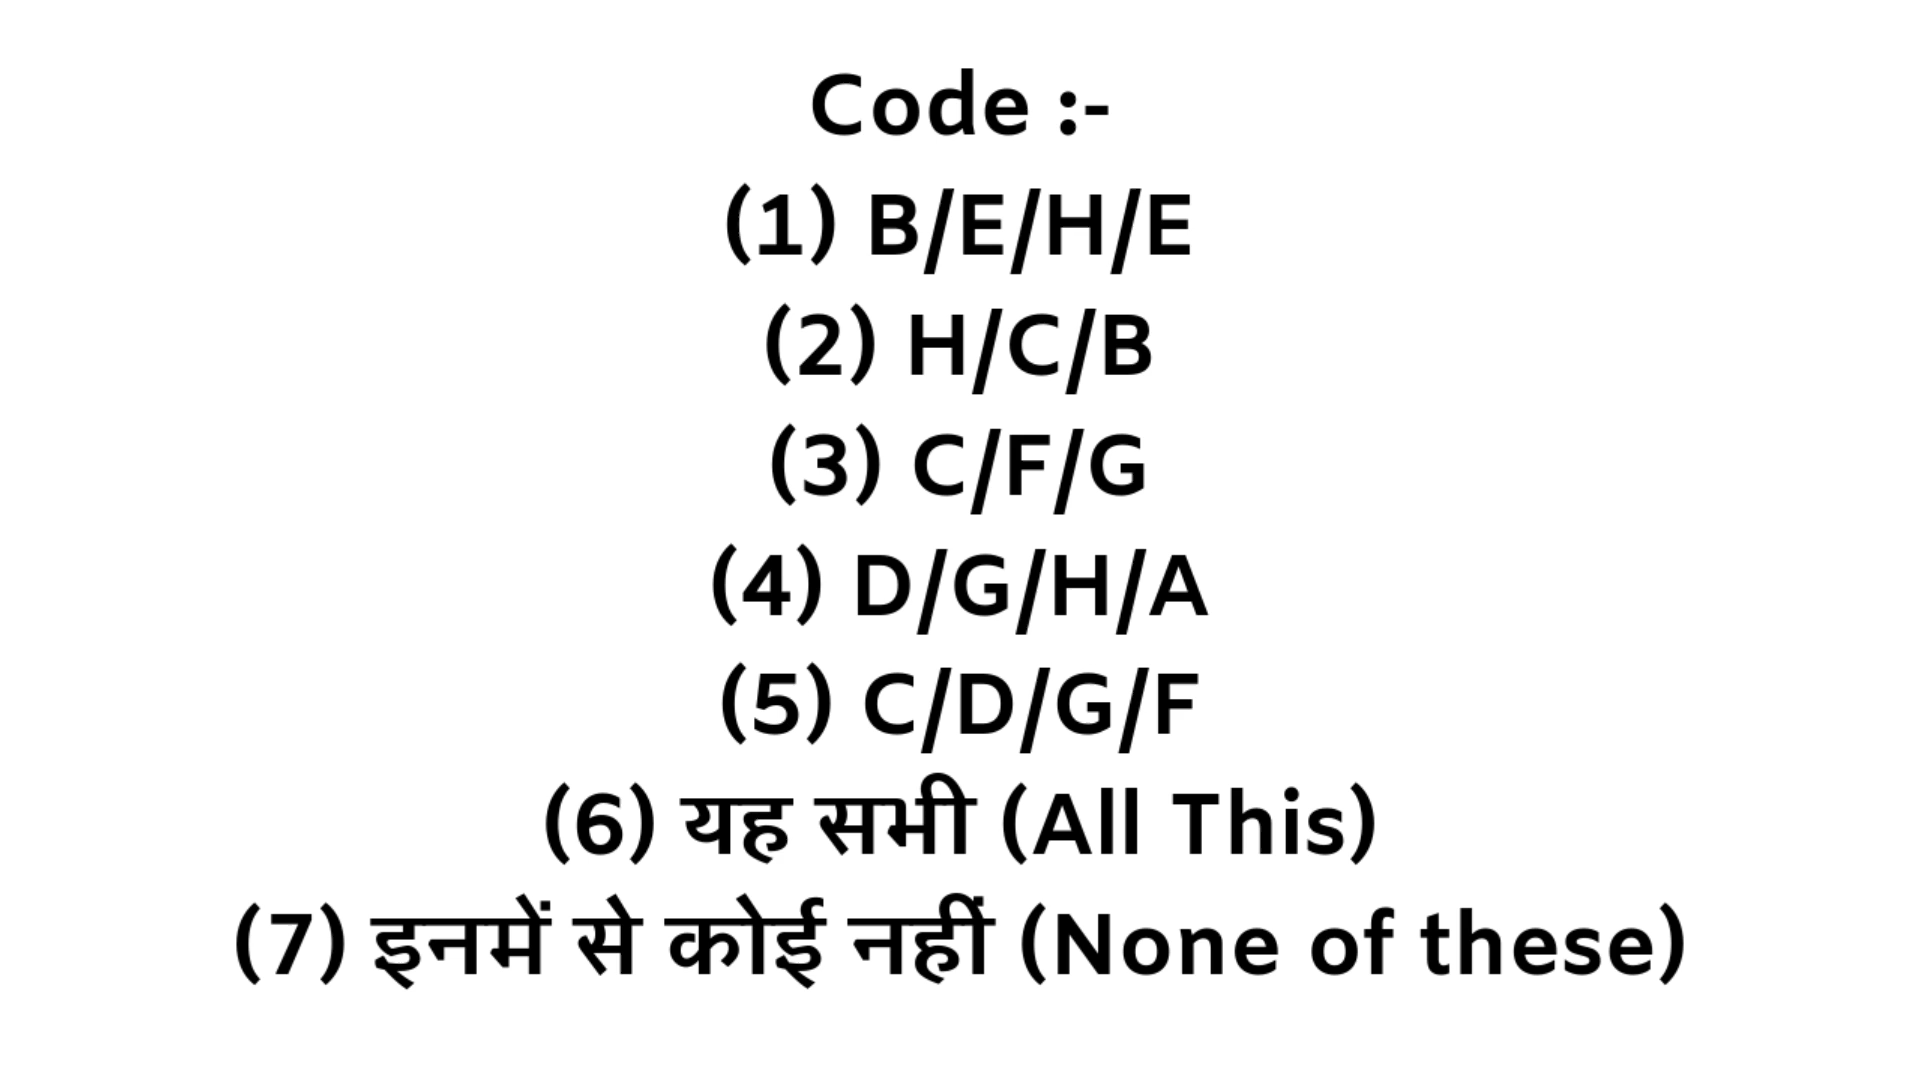 Code :-
(1) B/E/H/E
(2) H/C/B
(3) C/F/G
(4) D/G/H/A
(5) C/D/G/F
(6) यह सभी (All This)
(7) इनमें से कोई नहीं (None of these)